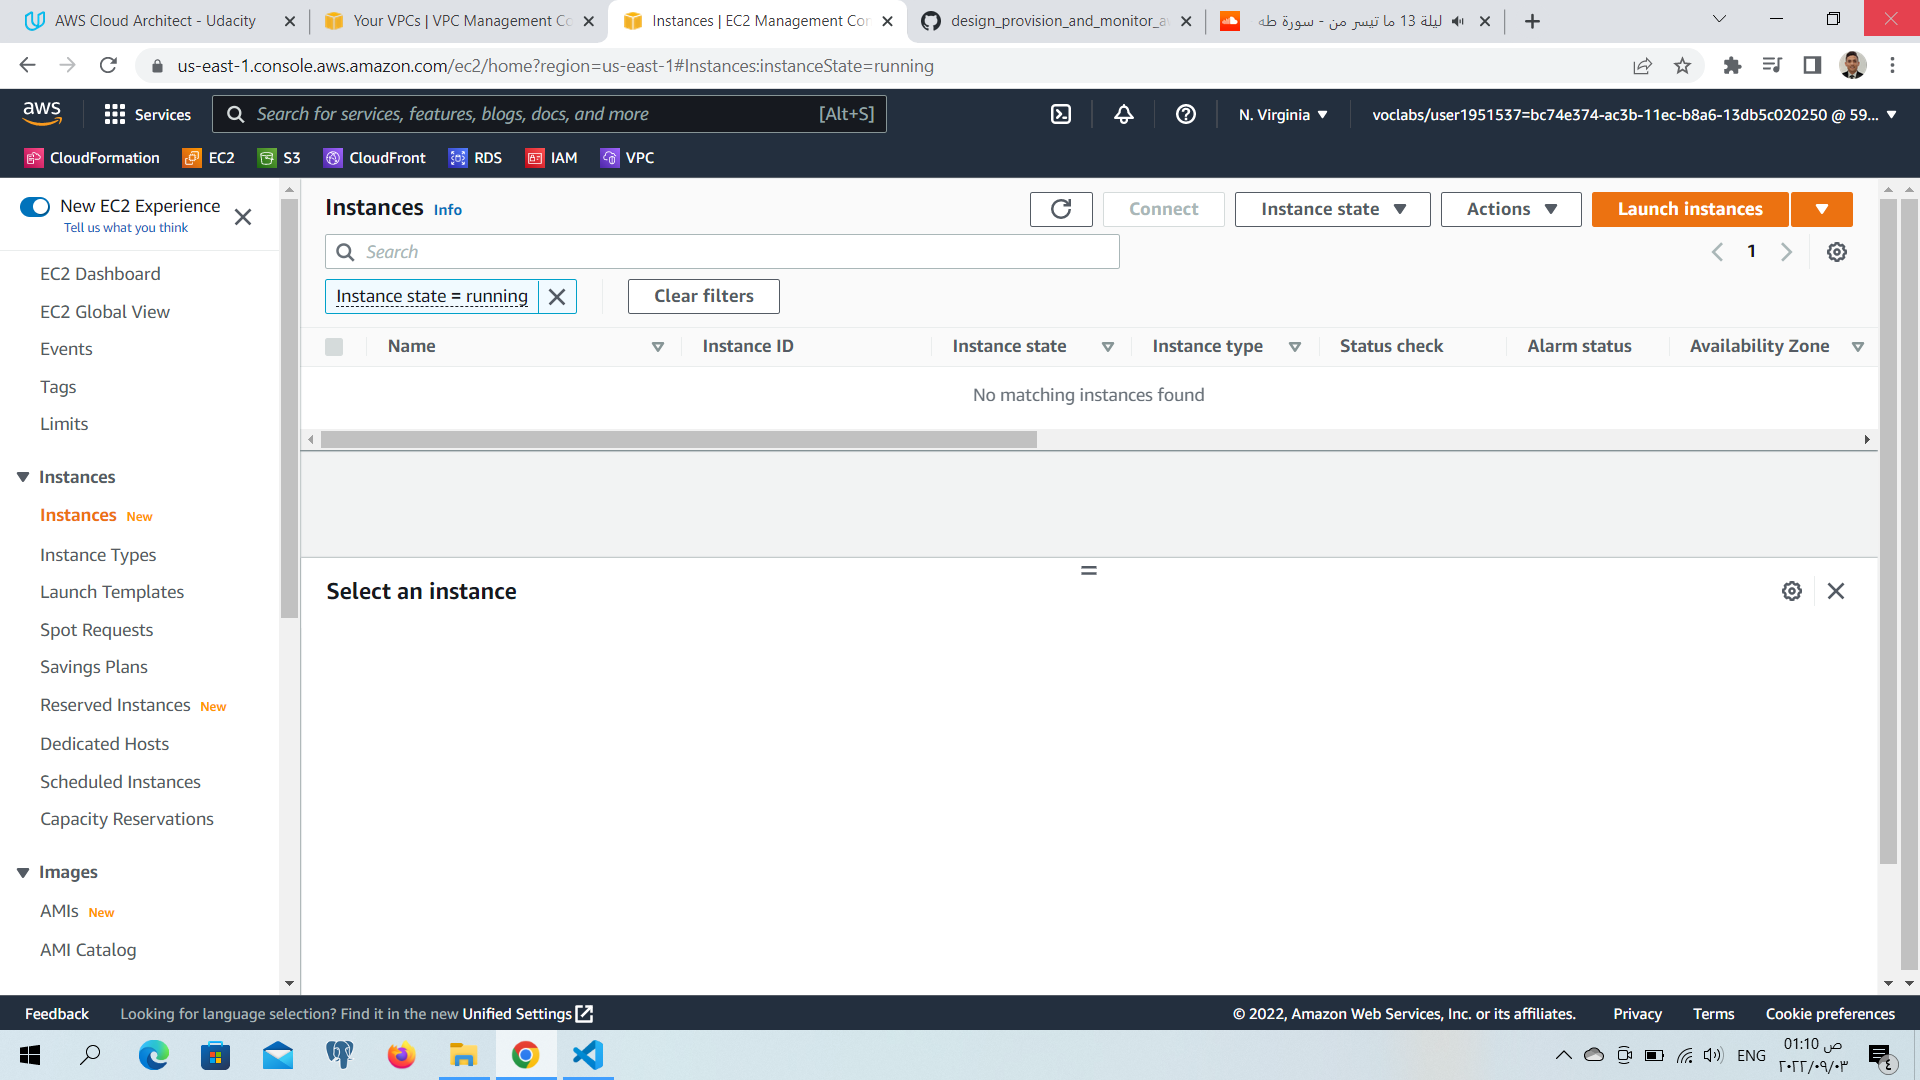 AWS Cloud Architect - Udacity
Your VPCs | VPC Management Co
Instances | EC2 Management Con
design_provision_and_monitor_a
ليلة 13 ما تيسر من - سورة طه
us-east-1.console.aws.amazon.com/ec2/home?region=us-east-1#Instances:instanceState=running
aws
Services
Search for services, features, blogs, docs, and more
[Alt+S]
N. Virginia
voclabs/user1951537=bc74e374-ac3b-11ec-b8a6-13db5c020250 @ 59...
CloudFormation
EC2
S3
CloudFront
RDS
IAM
VPC
New EC2 Experience
Tell us what you think
EC2 Dashboard
EC2 Global View
Events
Tags
Limits
Instances
Instances New
Instance Types
Launch Templates
Spot Requests
Savings Plans
Reserved Instances New
Dedicated Hosts
Scheduled Instances
Capacity Reservations
Images
AMIs New
AMI Catalog
Instances Info
Connect
Instance state
Actions
Launch instances
Search
1
Instance state = running
Clear filters
Name
Instance ID
Instance state
Instance type
Status check
Alarm status
Availability Zone
No matching instances found
Select an instance
Feedback
Looking for language selection? Find it in the new Unified Settings
© 2022, Amazon Web Services, Inc. or its affiliates.
Privacy
Terms
Cookie preferences
ENG
01:10 ص
٢٠٢٢/٠٩/٠٣
٤